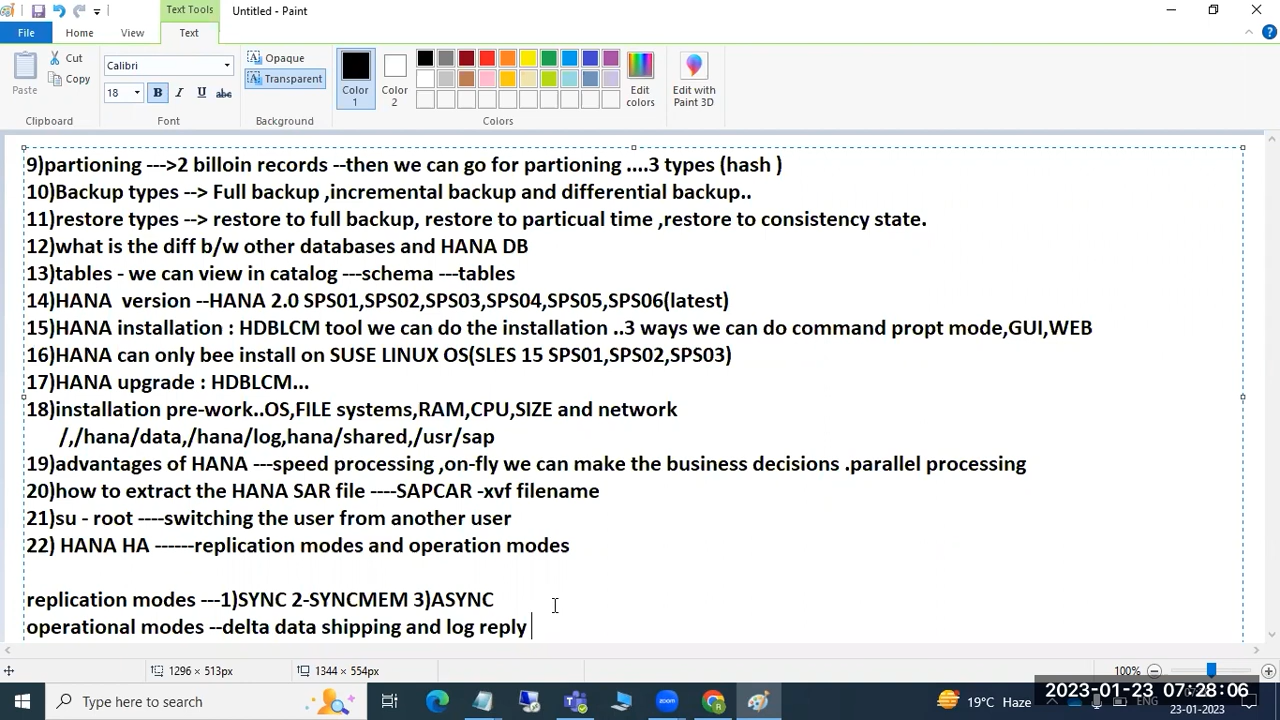 Text Tools
Untitled - Paint
File
Home
View
Text
Paste
Cut
Copy
Calibri
18
B
I
U
abc
Opaque
Transparent
Color 1
Color 2
Edit colors
Edit with Paint 3D
Clipboard
Font
Background
Colors
9)partioning --->2 billoin records --then we can go for partioning ....3 types (hash )
10)Backup types --> Full backup ,incremental backup and differential backup..
11)restore types --> restore to full backup, restore to particual time ,restore to consistency state.
12)what is the diff b/w other databases and HANA DB
13)tables - we can view in catalog ---schema ---tables
14)HANA  version --HANA 2.0 SPS01,SPS02,SPS03,SPS04,SPS05,SPS06(latest)
15)HANA installation : HDBLCM tool we can do the installation ..3 ways we can do command propt mode,GUI,WEB
16)HANA can only bee install on SUSE LINUX OS(SLES 15 SPS01,SPS02,SPS03)
17)HANA upgrade : HDBLCM...
18)installation pre-work..OS,FILE systems,RAM,CPU,SIZE and network
/,/hana/data,/hana/log,hana/shared,/usr/sap
19)advantages of HANA ---speed processing ,on-fly we can make the business decisions .parallel processing
20)how to extract the HANA SAR file ----SAPCAR -xvf filename
21)su - root ----switching the user from another user
22) HANA HA ------replication modes and operation modes
replication modes ---1)SYNC 2-SYNCMEM 3)ASYNC
operational modes --delta data shipping and log reply
1296 × 513px
1344 × 554px
100%
Type here to search
19°C Haze
2023-01-23 07:28:06
ENG
23-01-2023